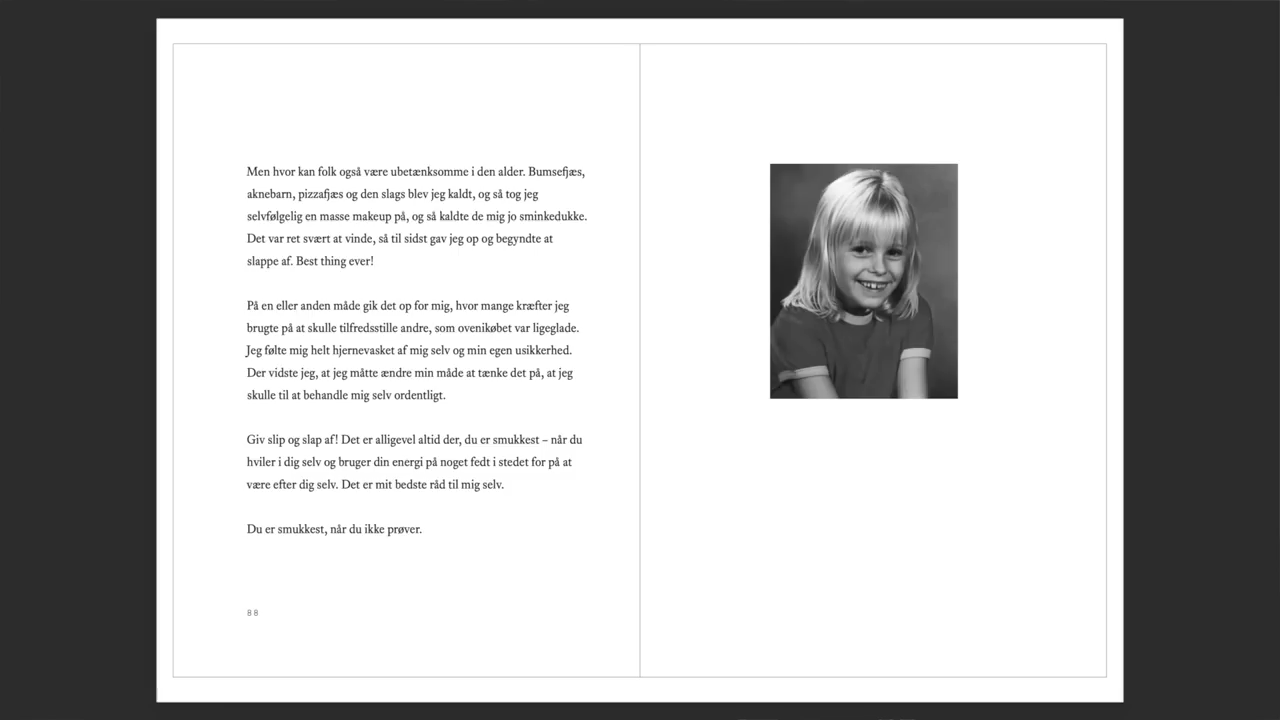 Men hvor kan folk også være ubetænksomme i den alder. Bumsefjæs,
aknebarn, pizzafjæs og den slags blev jeg kaldt, og så tog jeg
selvfølgelig en masse makeup på, og så kaldte de mig jo sminkedukke.
Det var ret svært at vinde, så til sidst gav jeg op og begyndte at
slappe af. Best thing ever!
På en eller anden måde gik det op for mig, hvor mange kræfter jeg
brugte på at skulle tilfredsstille andre, som ovenikøbet var ligeglade.
Jeg følte mig helt hjernevasket af mig selv og min egen usikkerhed.
Der vidste jeg, at jeg måtte ændre min måde at tænke det på, at jeg
skulle til at behandle mig selv ordentligt.
Giv slip og slap af! Det er alligevel altid der, du er smukkest – når du
hviler i dig selv og bruger din energi på noget fedt i stedet for på at
være efter dig selv. Det er mit bedste råd til mig selv.
Du er smukkest, når du ikke prøver.
88